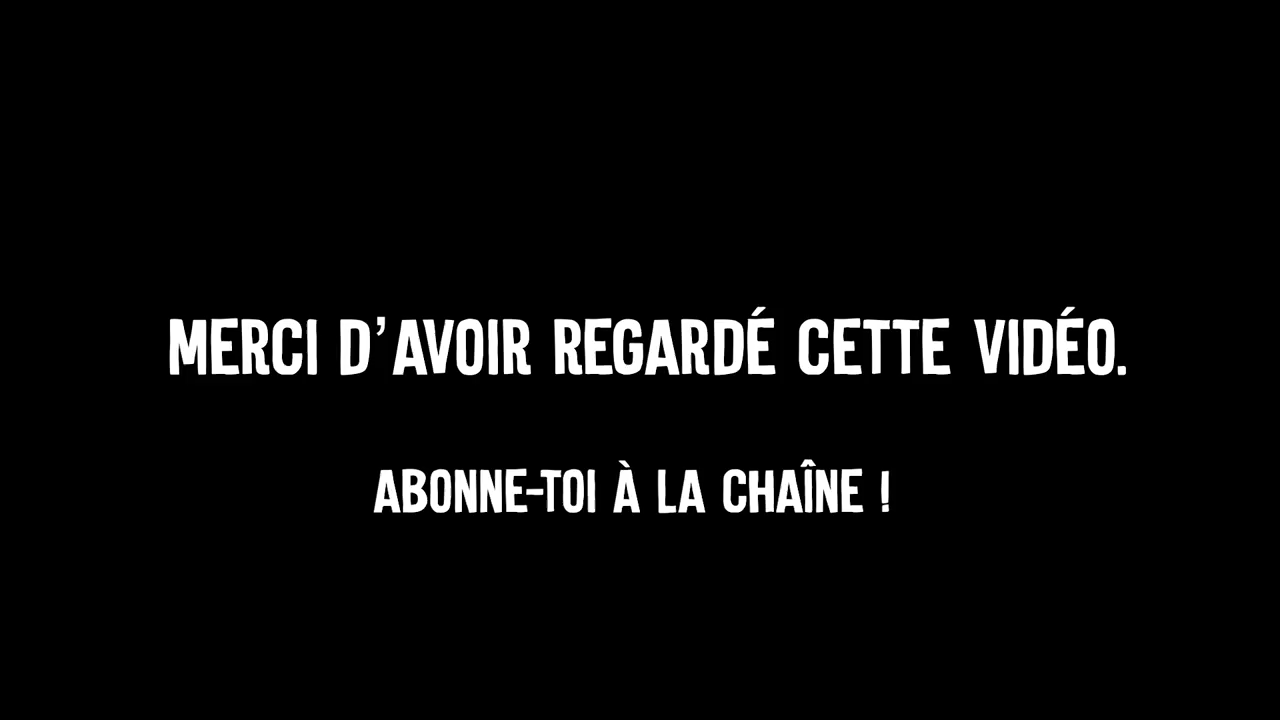 MERCI D'AVOIR REGARDÉ CETTE VIDÉO.
ABONNE-TOI À LA CHAÎNE !